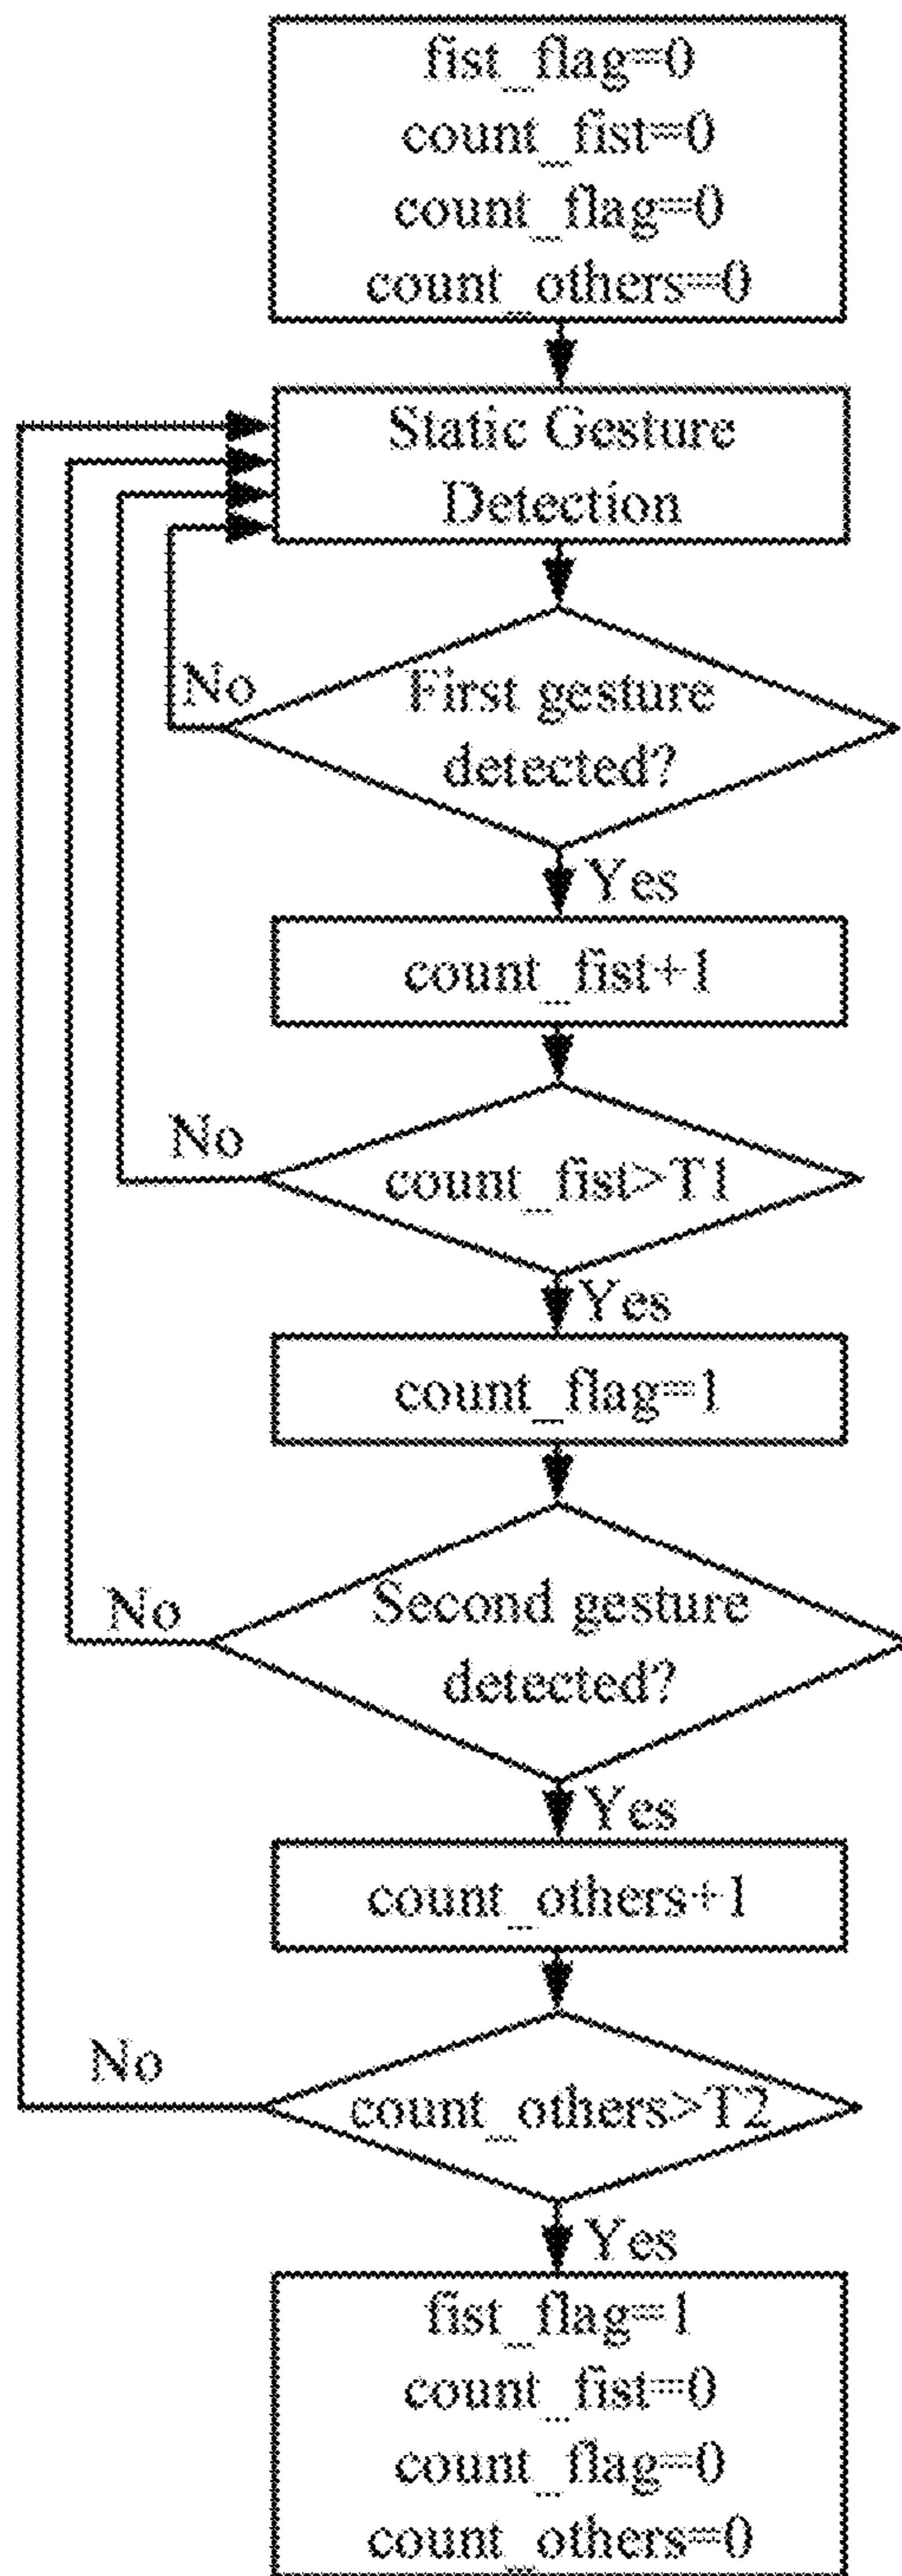 fist_flag=0
count_fist=0
count_flag=0
count_others=0
Static Gesture
Detection
No
First gesture
detected?
Yes
count_fist+1
No
count_fist>T1
Yes
count_flag=1
No
Second gesture
detected?
Yes
count_others+1
No
count_others>T2
Yes
fist_flag=1
count_fist=0
count_flag=0
count_others=0